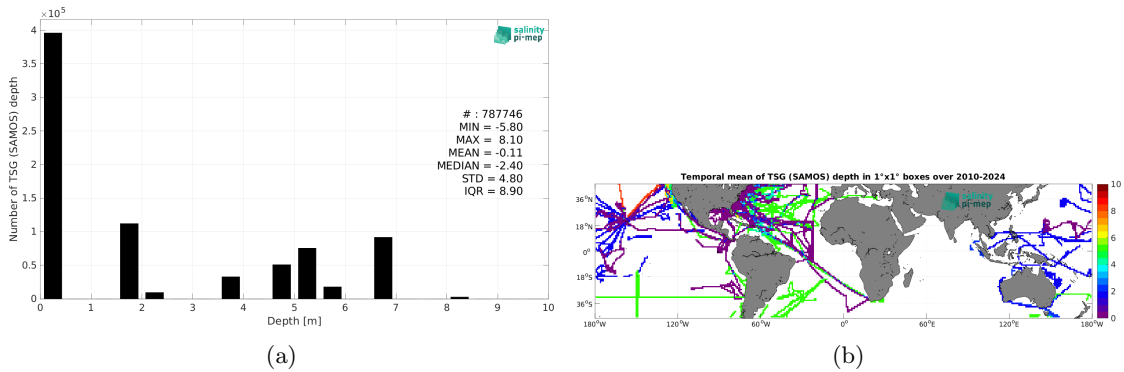 ×10⁵
4
3.5
3
2.5
2
1.5
1
0.5
0
Number of TSG (SAMOS) depth
salinity
pi-mep
# : 787746
MIN = -5.80
MAX = 8.10
MEAN = -0.11
MEDIAN = -2.40
STD = 4.80
IQR = 8.90
0 1 2 3 4 5 6 7 8 9 10
Depth [m]
(a)
Temporal mean of TSG (SAMOS) depth in 1°x1° boxes over 2010-2024
salinity
pi-mep
36°N
18°N
0°
18°S
36°S
180°W 120°W 60°W 0° 60°E 120°E 180°W
10
8
6
4
2
0
(b)